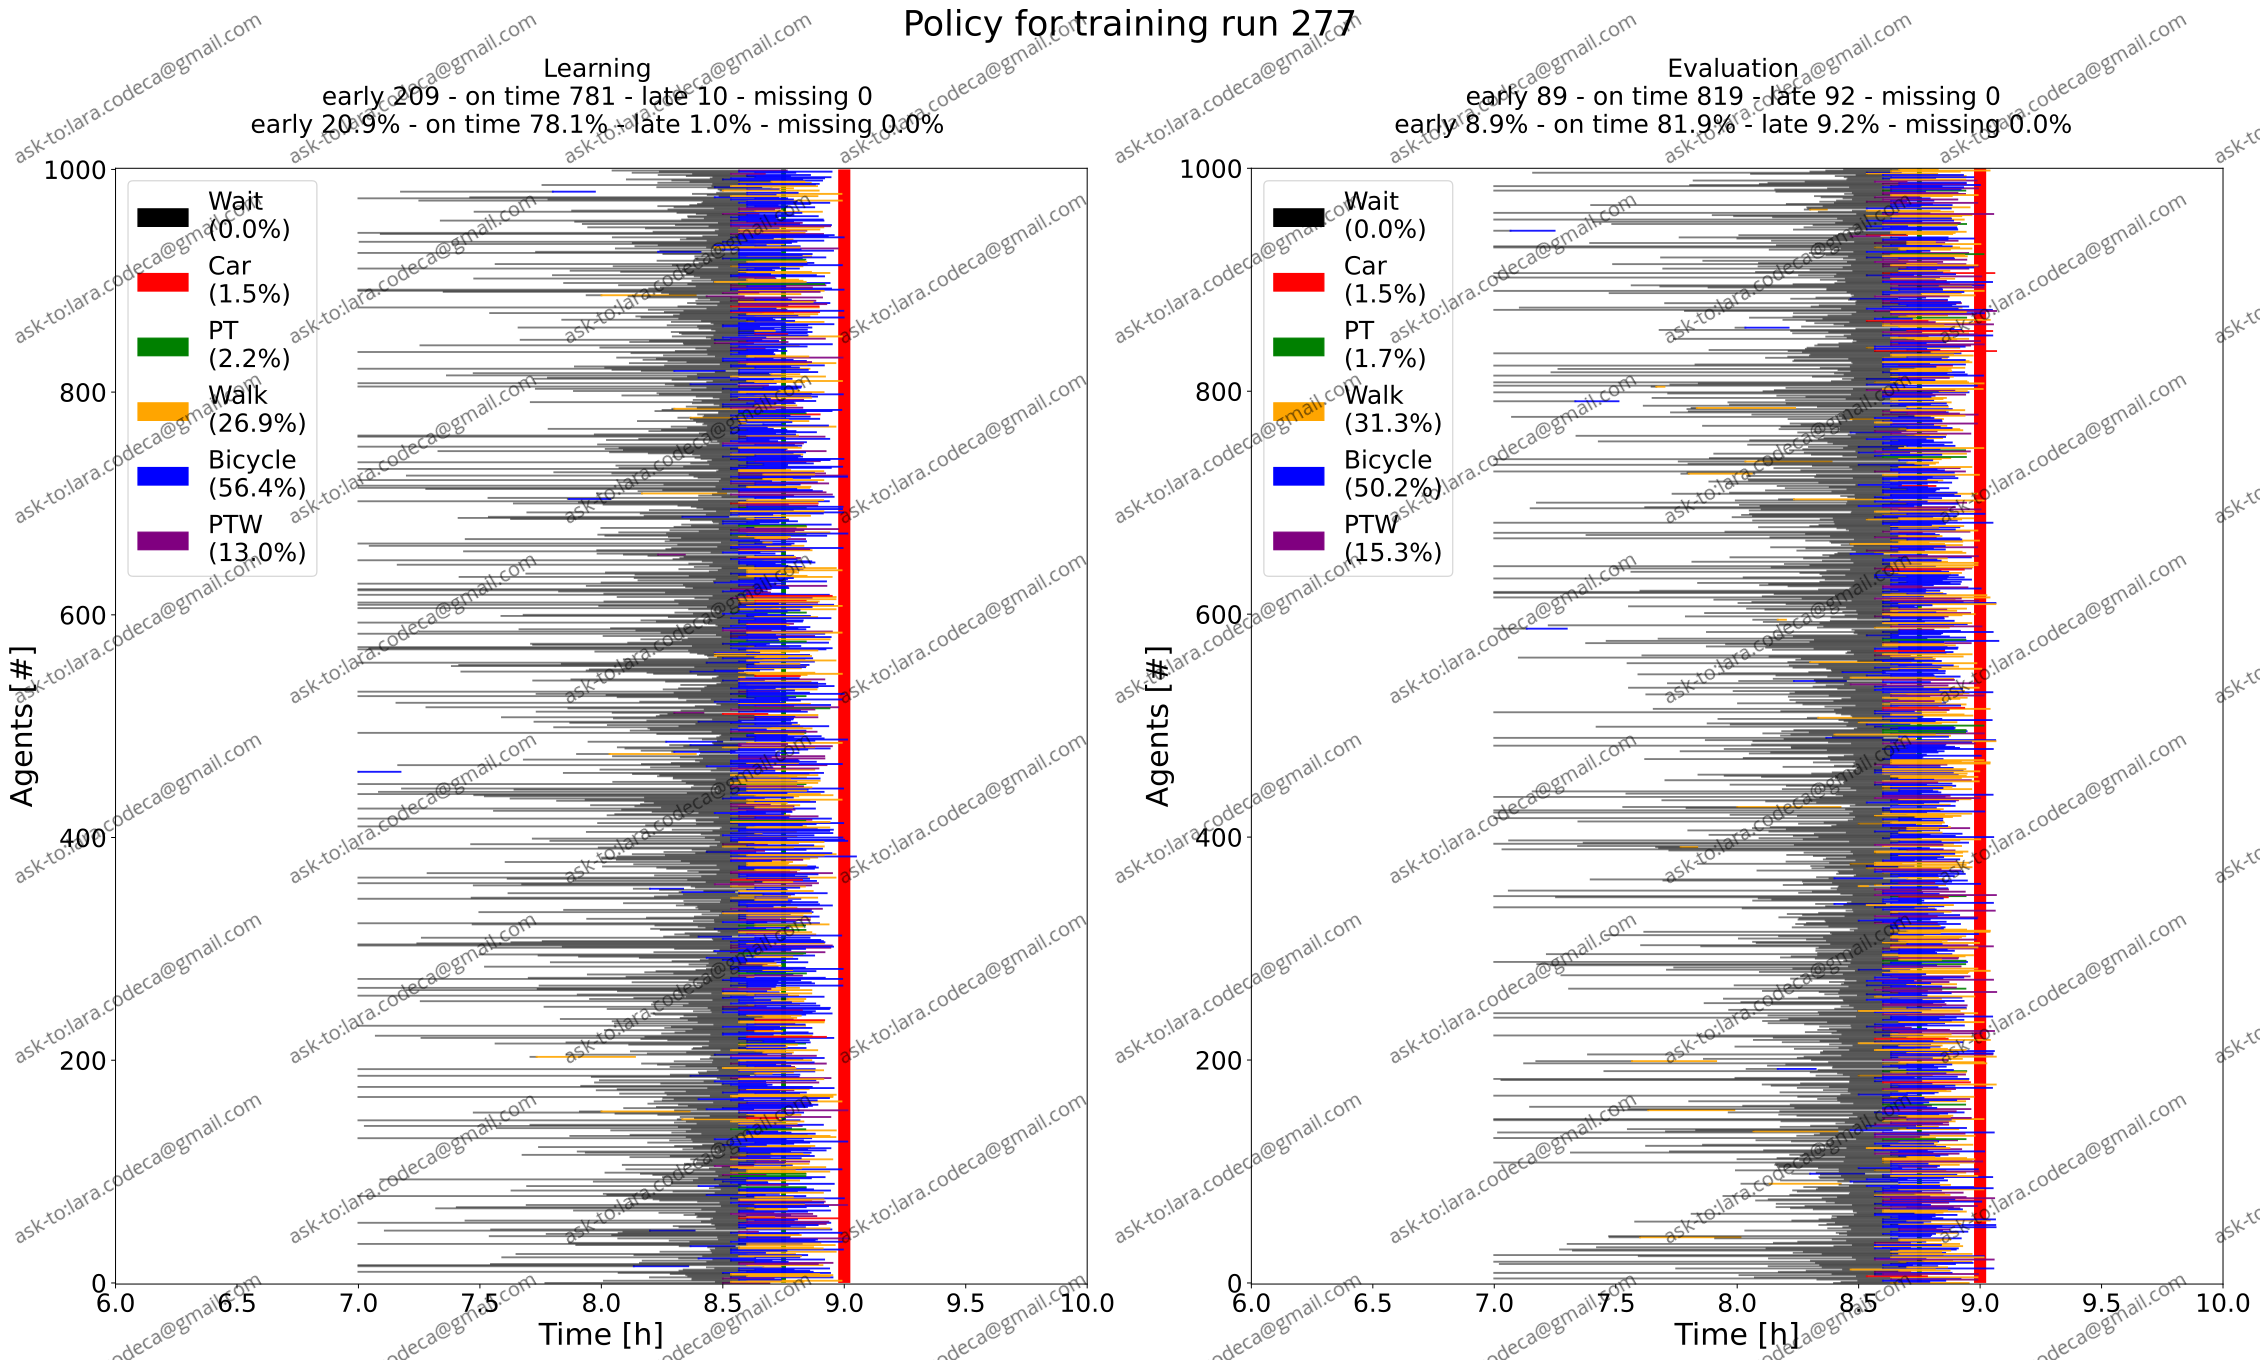 Policy for training run 277
Learning
early 209 - on time 781 - late 10 - missing 0
early 20.9% - on time 78.1% - late 1.0% - missing 0.0%
Evaluation
early 89 - on time 819 - late 92 - missing 0
early 8.9% - on time 81.9% - late 9.2% - missing 0.0%
Agents [#]
1000
800
600
400
200
0
Wait
(0.0%)
Car
(1.5%)
PT
(2.2%)
Walk
(26.9%)
Bicycle
(56.4%)
PTW
(13.0%)
6.0 6.5 7.0 7.5 8.0 8.5 9.0 9.5 10.0
Time [h]
Agents [#]
1000
800
600
400
200
0
Wait
(0.0%)
Car
(1.5%)
PT
(1.7%)
Walk
(31.3%)
Bicycle
(50.2%)
PTW
(15.3%)
6.0 6.5 7.0 7.5 8.0 8.5 9.0 9.5 10.0
Time [h]
ask-to:lara.codeca@gmail.com